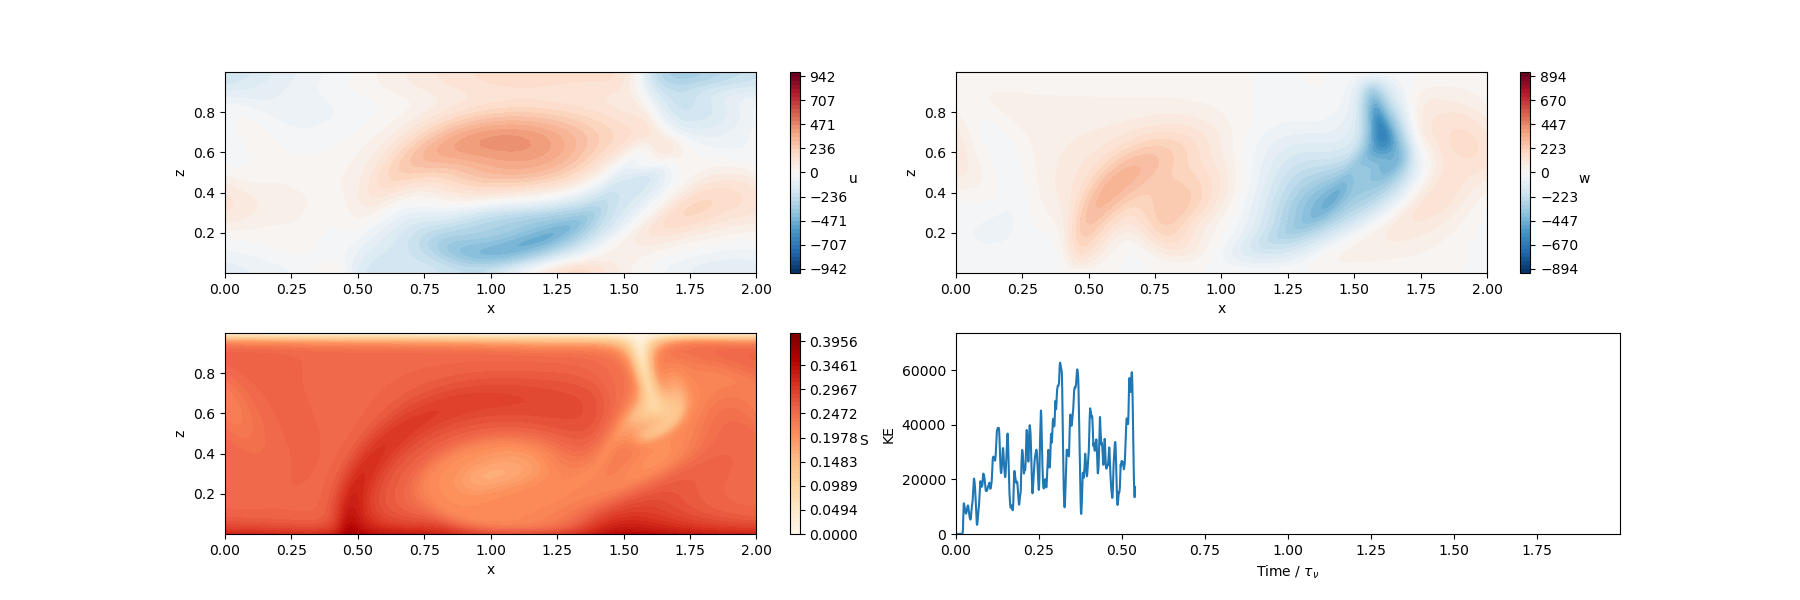 0.8
0.6
0.4
0.2
z
0.00 0.25 0.50 0.75 1.00 1.25 1.50 1.75 2.00
x
942
707
471
236
0
−236
−471
−707
−942
u
0.8
0.6
0.4
0.2
z
0.00 0.25 0.50 0.75 1.00 1.25 1.50 1.75 2.00
x
894
670
447
223
0
−223
−447
−670
−894
w
0.8
0.6
0.4
0.2
z
0.00 0.25 0.50 0.75 1.00 1.25 1.50 1.75 2.00
x
0.3956
0.3461
0.2967
0.2472
0.1978
0.1483
0.0989
0.0494
0.0000
S
60000
40000
20000
0
KE
0.00 0.25 0.50 0.75 1.00 1.25 1.50 1.75
Time / τν